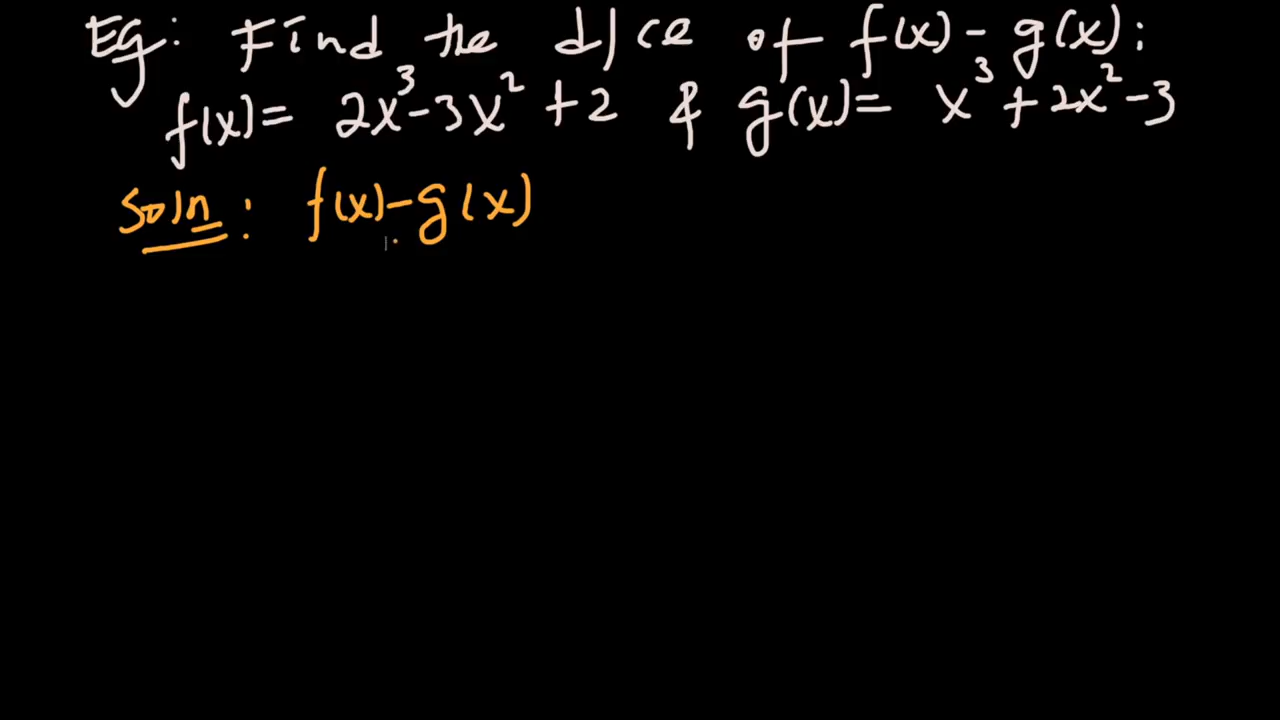 Eg: Find the d/ce of f(x) - g(x):
f(x) = 2x³ - 3x² + 2 & g(x) = x³ + 2x² - 3
Soln: f(x) - g(x)